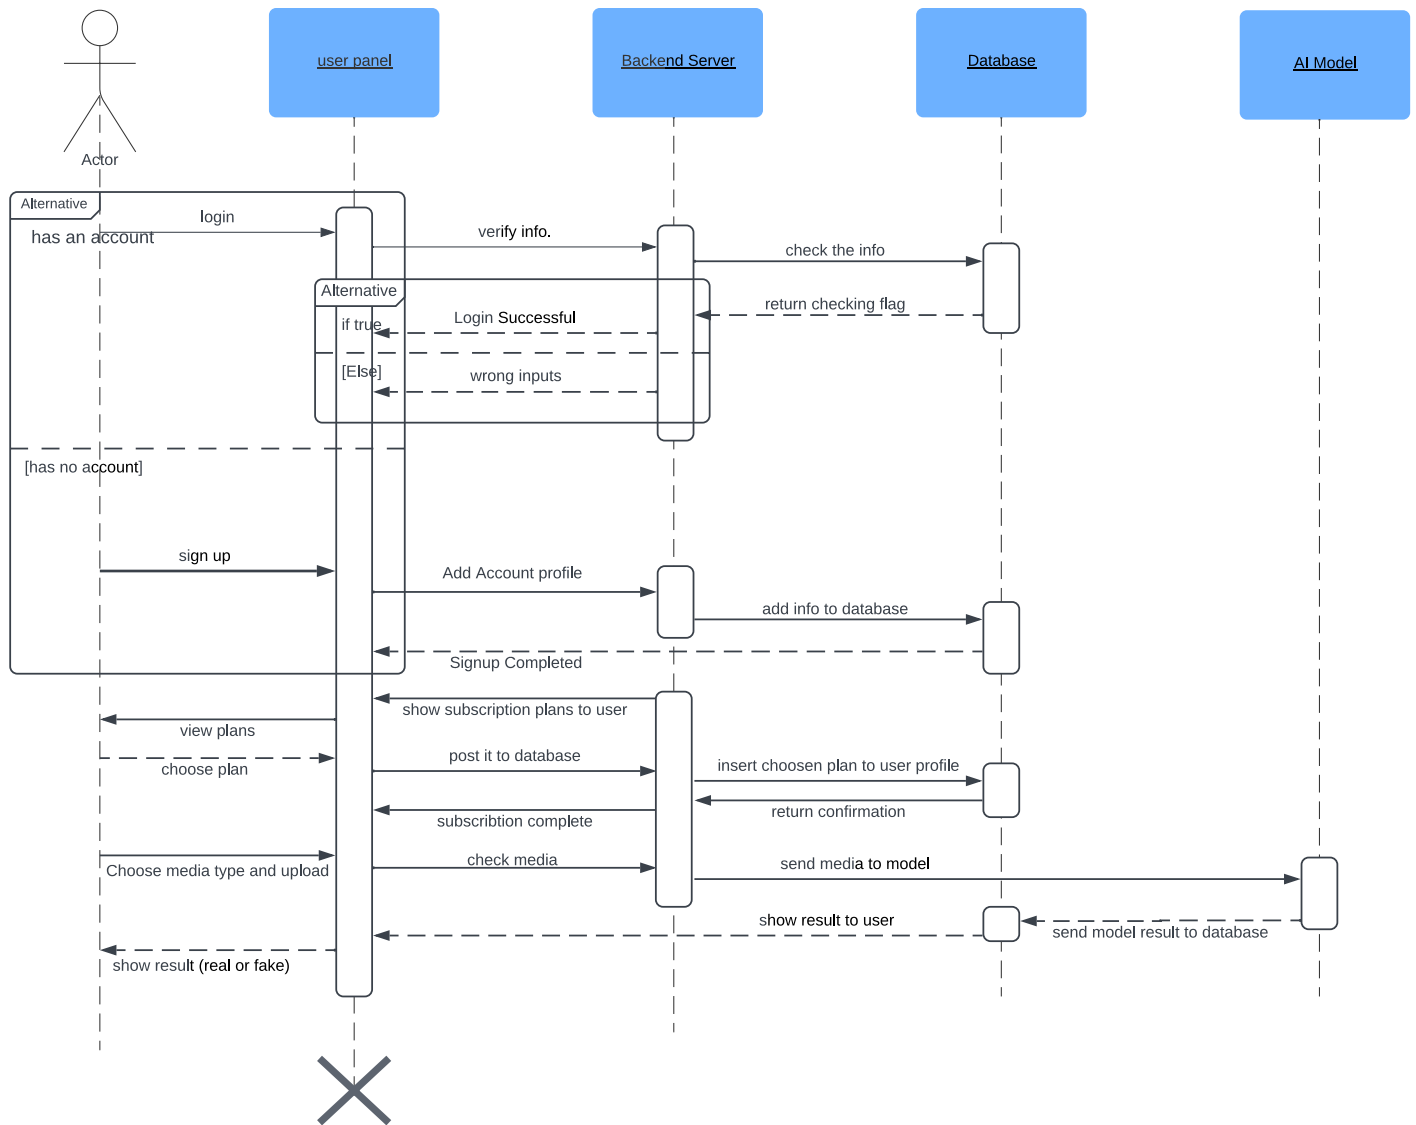 user panel
Backend Server
Database
AI Model
Actor
Alternative
login
has an account
verify info.
check the info
Alternative
return checking flag
if true
Login Successful
[Else]
wrong inputs
[has no account]
sign up
Add Account profile
add info to database
Signup Completed
show subscription plans to user
view plans
post it to database
choose plan
insert choosen plan to user profile
return confirmation
subscribtion complete
Choose media type and upload
check media
send media to model
show result to user
send model result to database
show result (real or fake)